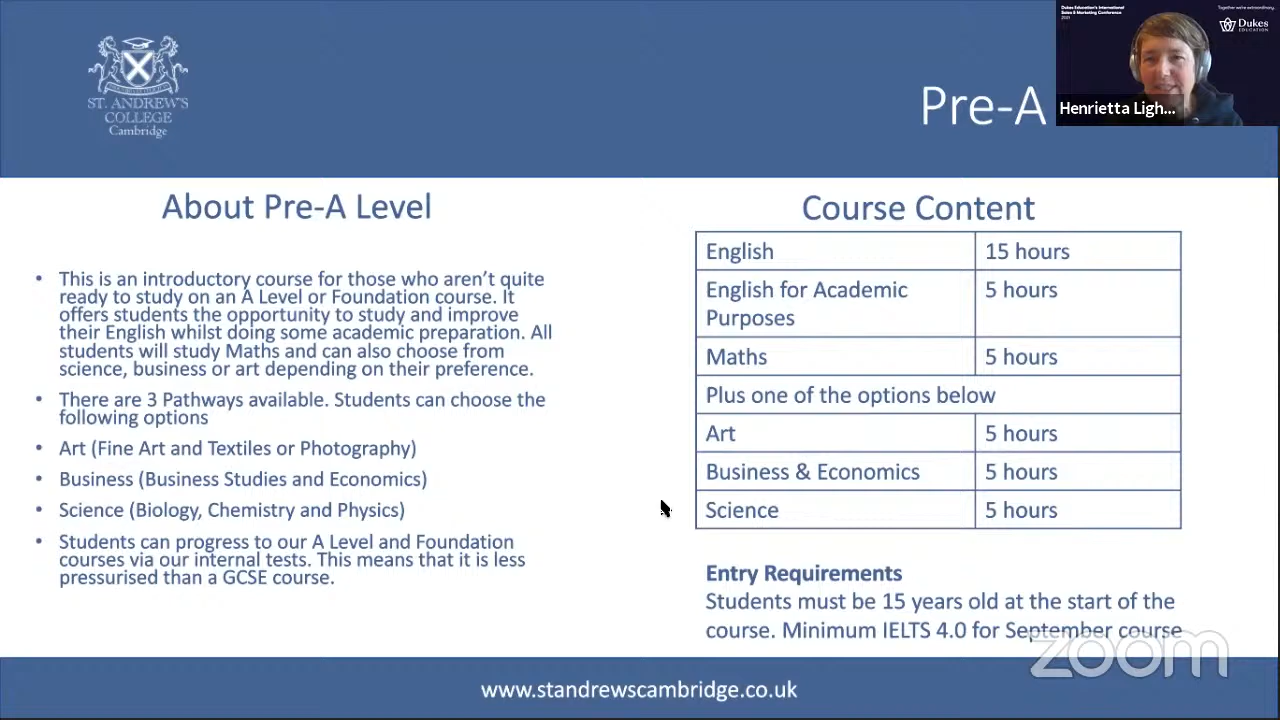 ST. ANDREW'S
COLLEGE
Cambridge
Pre-A
Dukes Education's International
Sales & Marketing Conference
Together we're extraordinary.
Dukes
EDUCATION
Henrietta Ligh...
About Pre-A Level
• This is an introductory course for those who aren't quite
ready to study on an A Level or Foundation course. It
offers students the opportunity to study and improve
their English whilst doing some academic preparation. All
students will study Maths and can also choose from
science, business or art depending on their preference.
• There are 3 Pathways available. Students can choose the
following options
• Art (Fine Art and Textiles or Photography)
• Business (Business Studies and Economics)
• Science (Biology, Chemistry and Physics)
• Students can progress to our A Level and Foundation
courses via our internal tests. This means that it is less
pressurised than a GCSE course.
Course Content
English 15 hours
English for Academic 5 hours
Purposes
Maths 5 hours
Plus one of the options below
Art 5 hours
Business & Economics 5 hours
Science 5 hours
Entry Requirements
Students must be 15 years old at the start of the
course. Minimum IELTS 4.0 for September course
zoom
www.standrewscambridge.co.uk